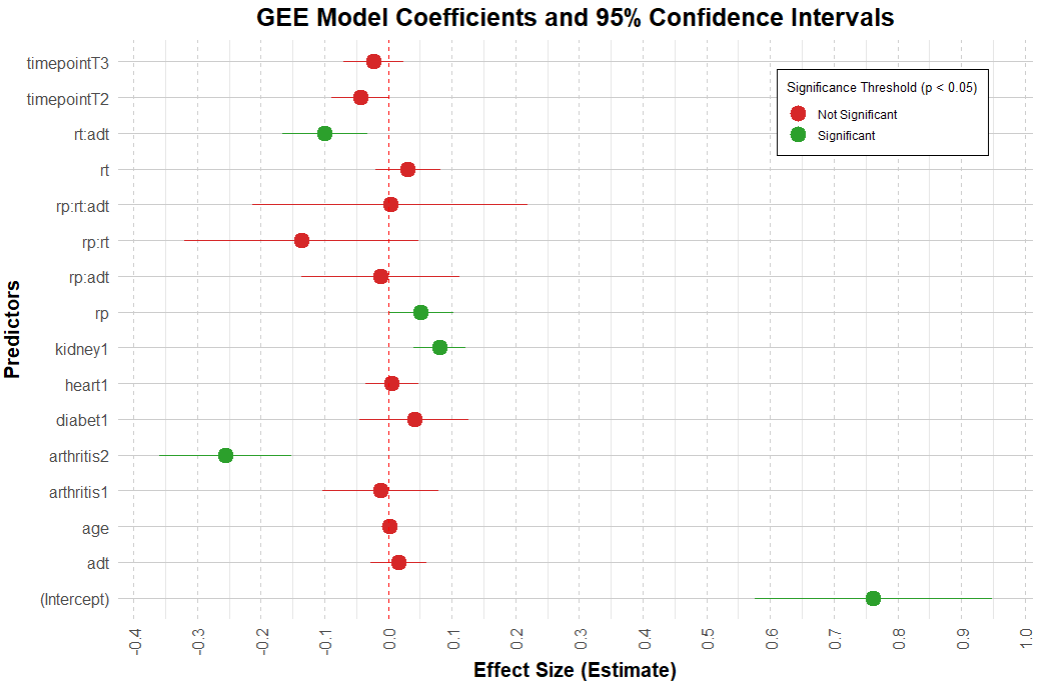 GEE Model Coefficients and 95% Confidence Intervals
Significance Threshold (p < 0.05)
Not Significant
Significant
Predictors
timepointT3
timepointT2
rt:adt
rt
rp:rt:adt
rp:rt
rp:adt
rp
kidney1
heart1
diabet1
arthritis2
arthritis1
age
adt
(Intercept)
-0.4 -0.3 -0.2 -0.1 0.0 0.1 0.2 0.3 0.4 0.5 0.6 0.7 0.8 0.9 1.0
Effect Size (Estimate)